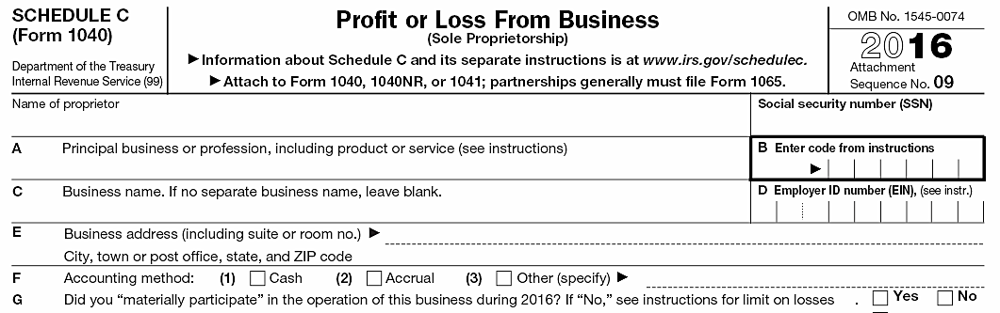 SCHEDULE C
(Form 1040)
Department of the Treasury
Internal Revenue Service (99)
Profit or Loss From Business
(Sole Proprietorship)
▶ Information about Schedule C and its separate instructions is at www.irs.gov/schedulec.
▶ Attach to Form 1040, 1040NR, or 1041; partnerships generally must file Form 1065.
OMB No. 1545-0074
2016
Attachment
Sequence No. 09
Name of proprietor
Social security number (SSN)
A Principal business or profession, including product or service (see instructions)
B Enter code from instructions
▶
C Business name. If no separate business name, leave blank.
D Employer ID number (EIN), (see instr.)
E Business address (including suite or room no.) ▶
City, town or post office, state, and ZIP code
F Accounting method: (1) Cash (2) Accrual (3) Other (specify) ▶
G Did you “materially participate” in the operation of this business during 2016? If “No,” see instructions for limit on losses . Yes No